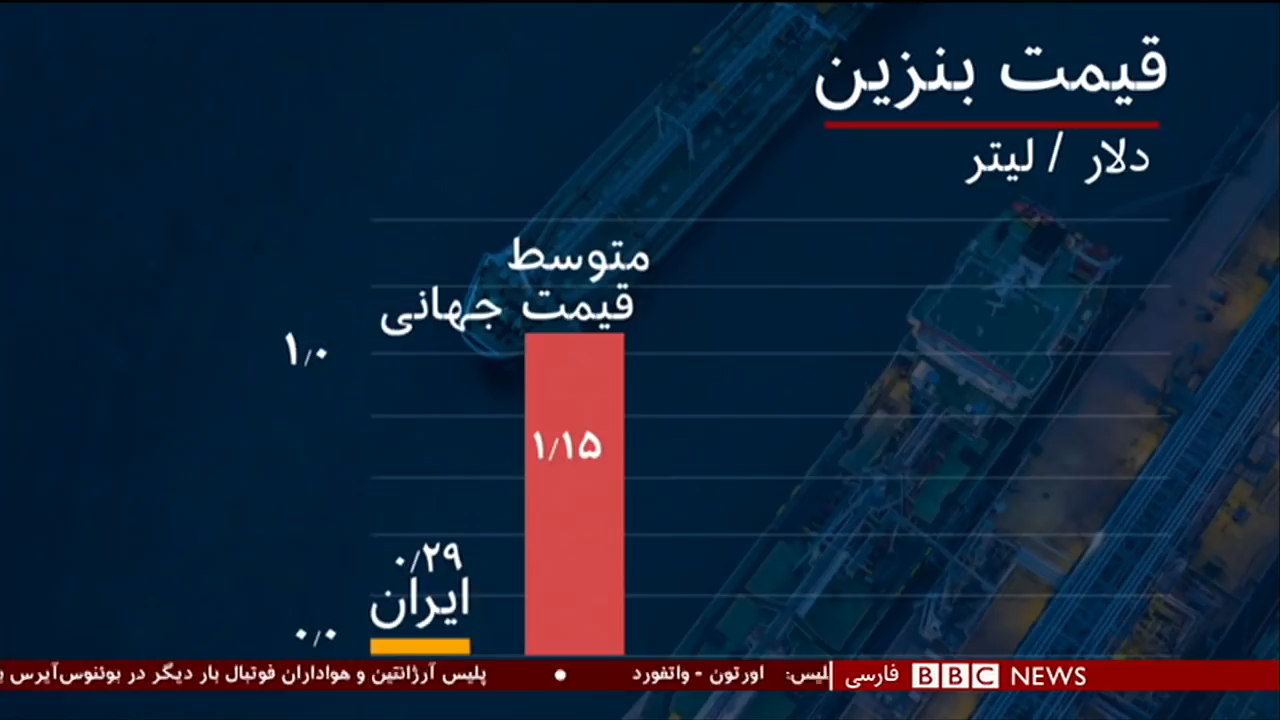 قیمت بنزین
دلار / لیتر
متوسط
قیمت جهانی
۱/۰
۱/۱۵
۰/۲۹
ایران
۰/۰
لیس: اورتون - واتفورد • پلیس آرژانتین و هواداران فوتبال بار دیگر در بوئنوس‌آیرس
BBC NEWS فارسی